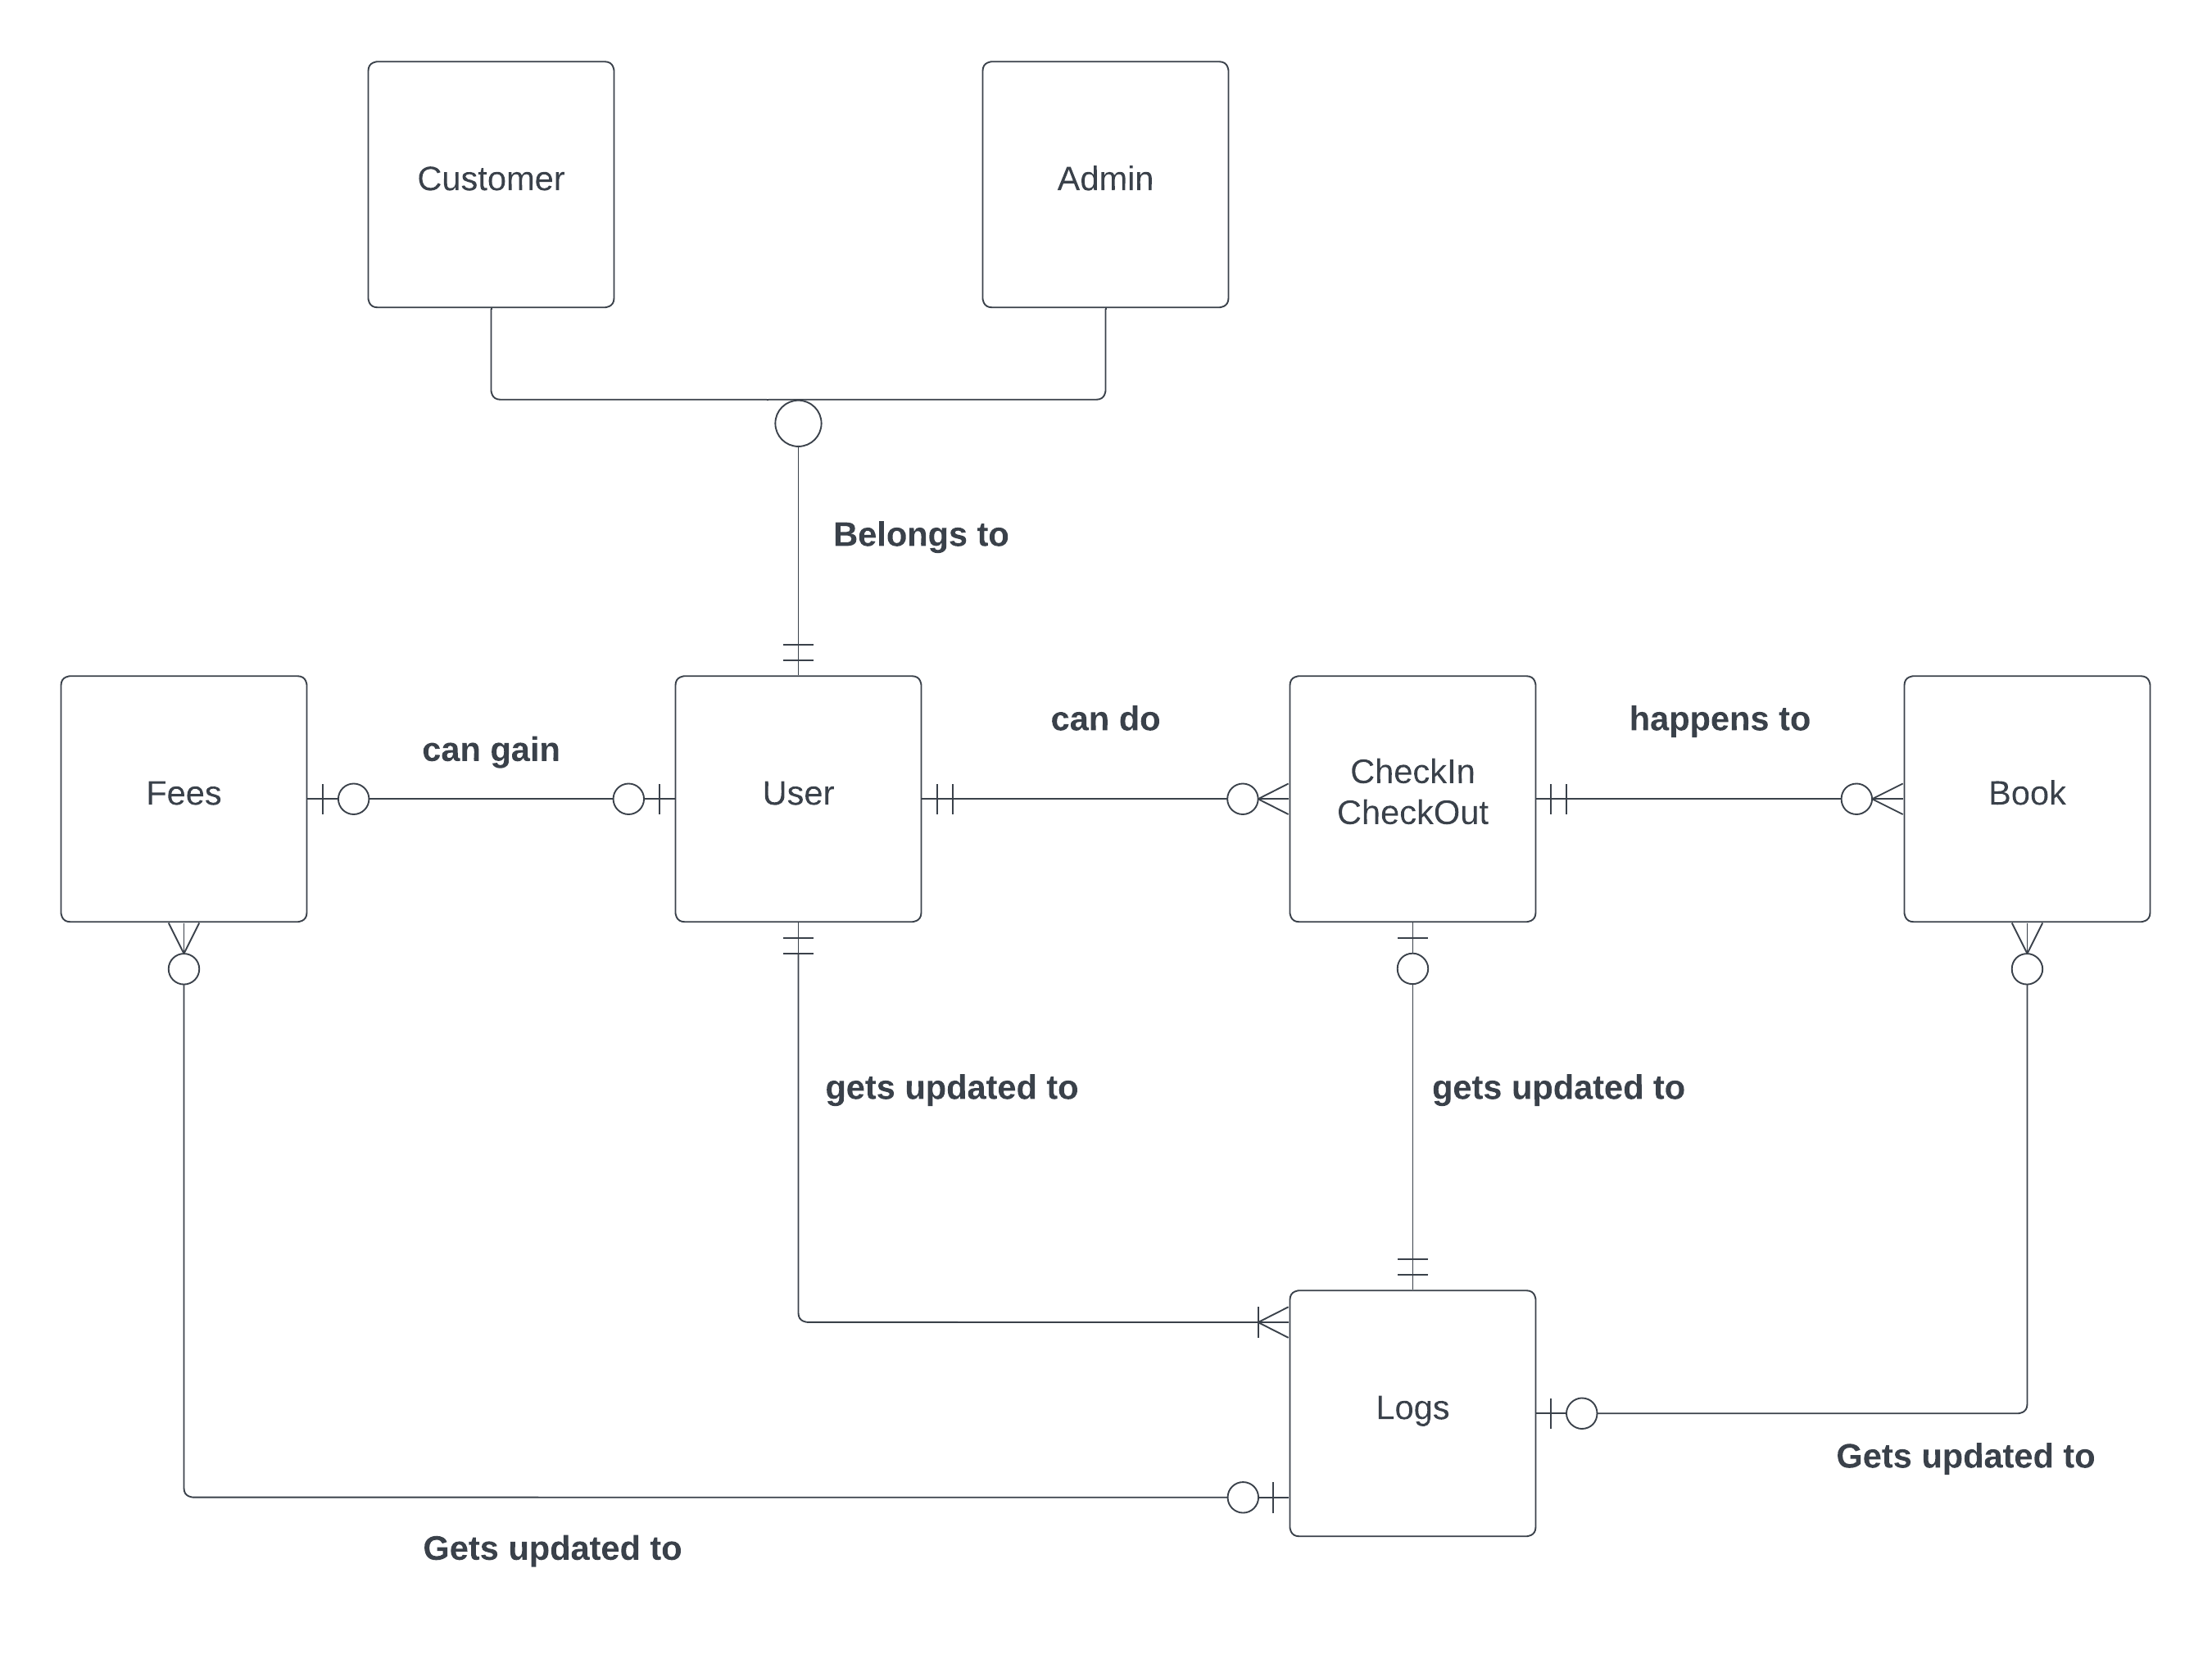 Customer
Admin
Belongs to
Fees
can gain
User
can do
CheckIn
CheckOut
happens to
Book
gets updated to
gets updated to
Logs
Gets updated to
Gets updated to